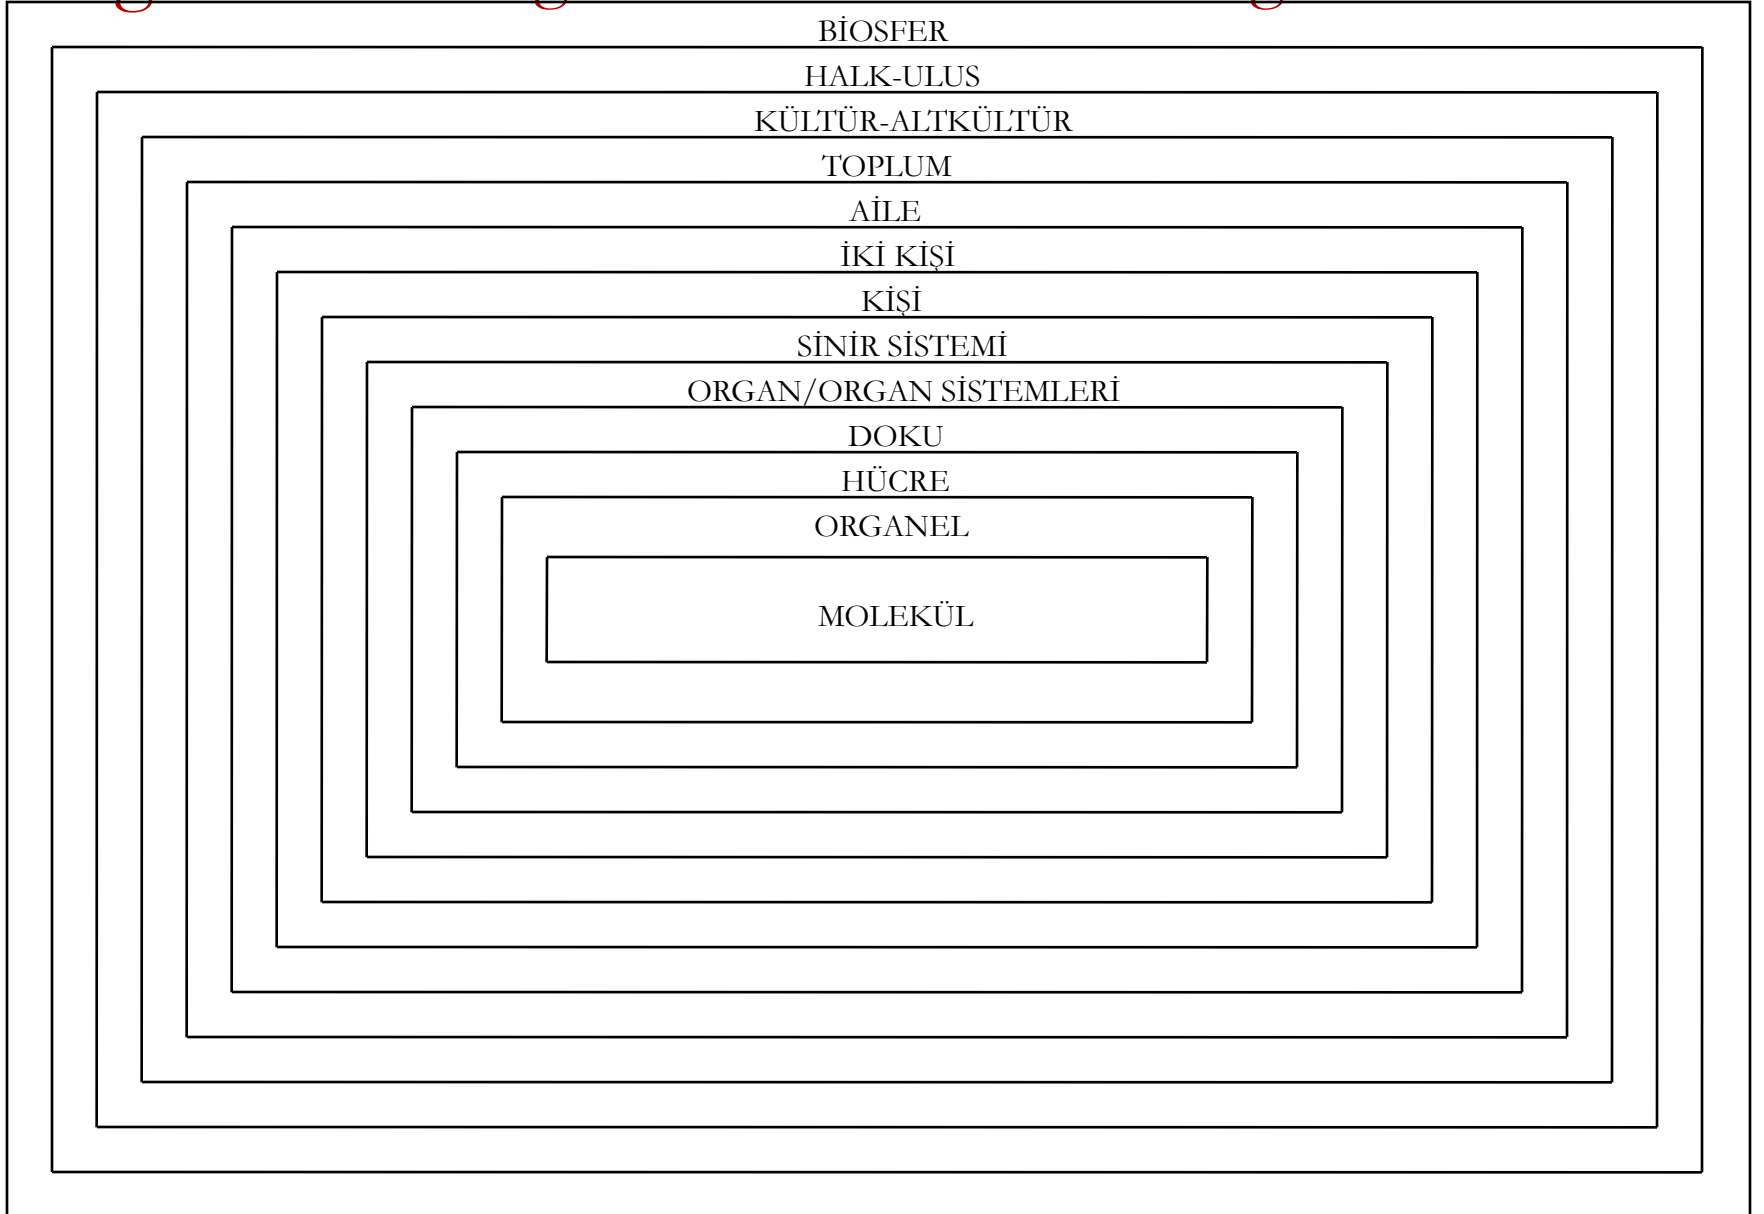 BİOSFER
HALK-ULUS
KÜLTÜR-ALTKÜLTÜR
TOPLUM
AİLE
İKİ KİŞİ
KİŞİ
SİNİR SİSTEMİ
ORGAN/ORGAN SİSTEMLERİ
DOKU
HÜCRE
ORGANEL
MOLEKÜL